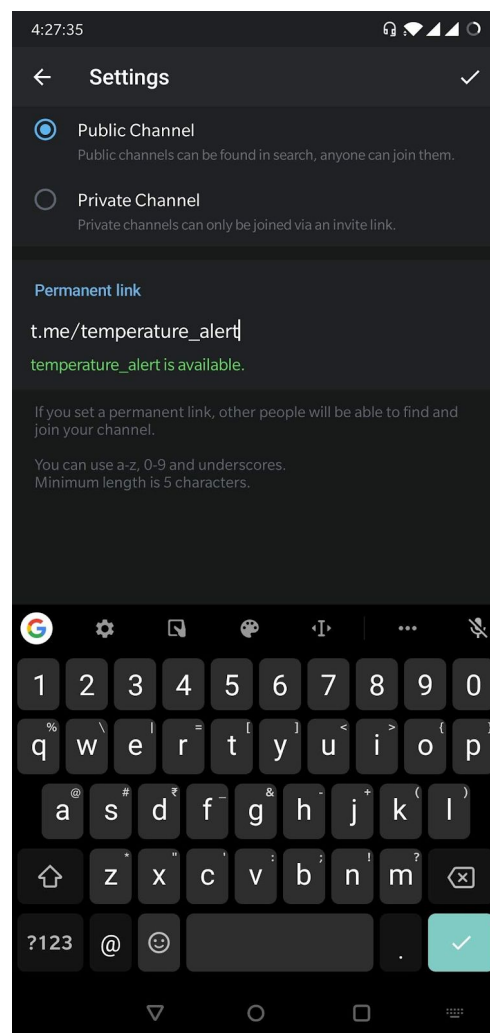 4:27:35
Settings
Public Channel
Public channels can be found in search, anyone can join them.
Private Channel
Private channels can only be joined via an invite link.
Permanent link
t.me/temperature_alert
temperature_alert is available.
If you set a permanent link, other people will be able to find and
join your channel.
You can use a-z, 0-9 and underscores.
Minimum length is 5 characters.
G
1 2 3 4 5 6 7 8 9 0
% \ | = [ ] < > { }
q w e r t y u i o p
@ # ₹ _ & - + ( )
a s d f g h j k l
* " ' : ; ! ?
z x c v b n m
?123 @ .